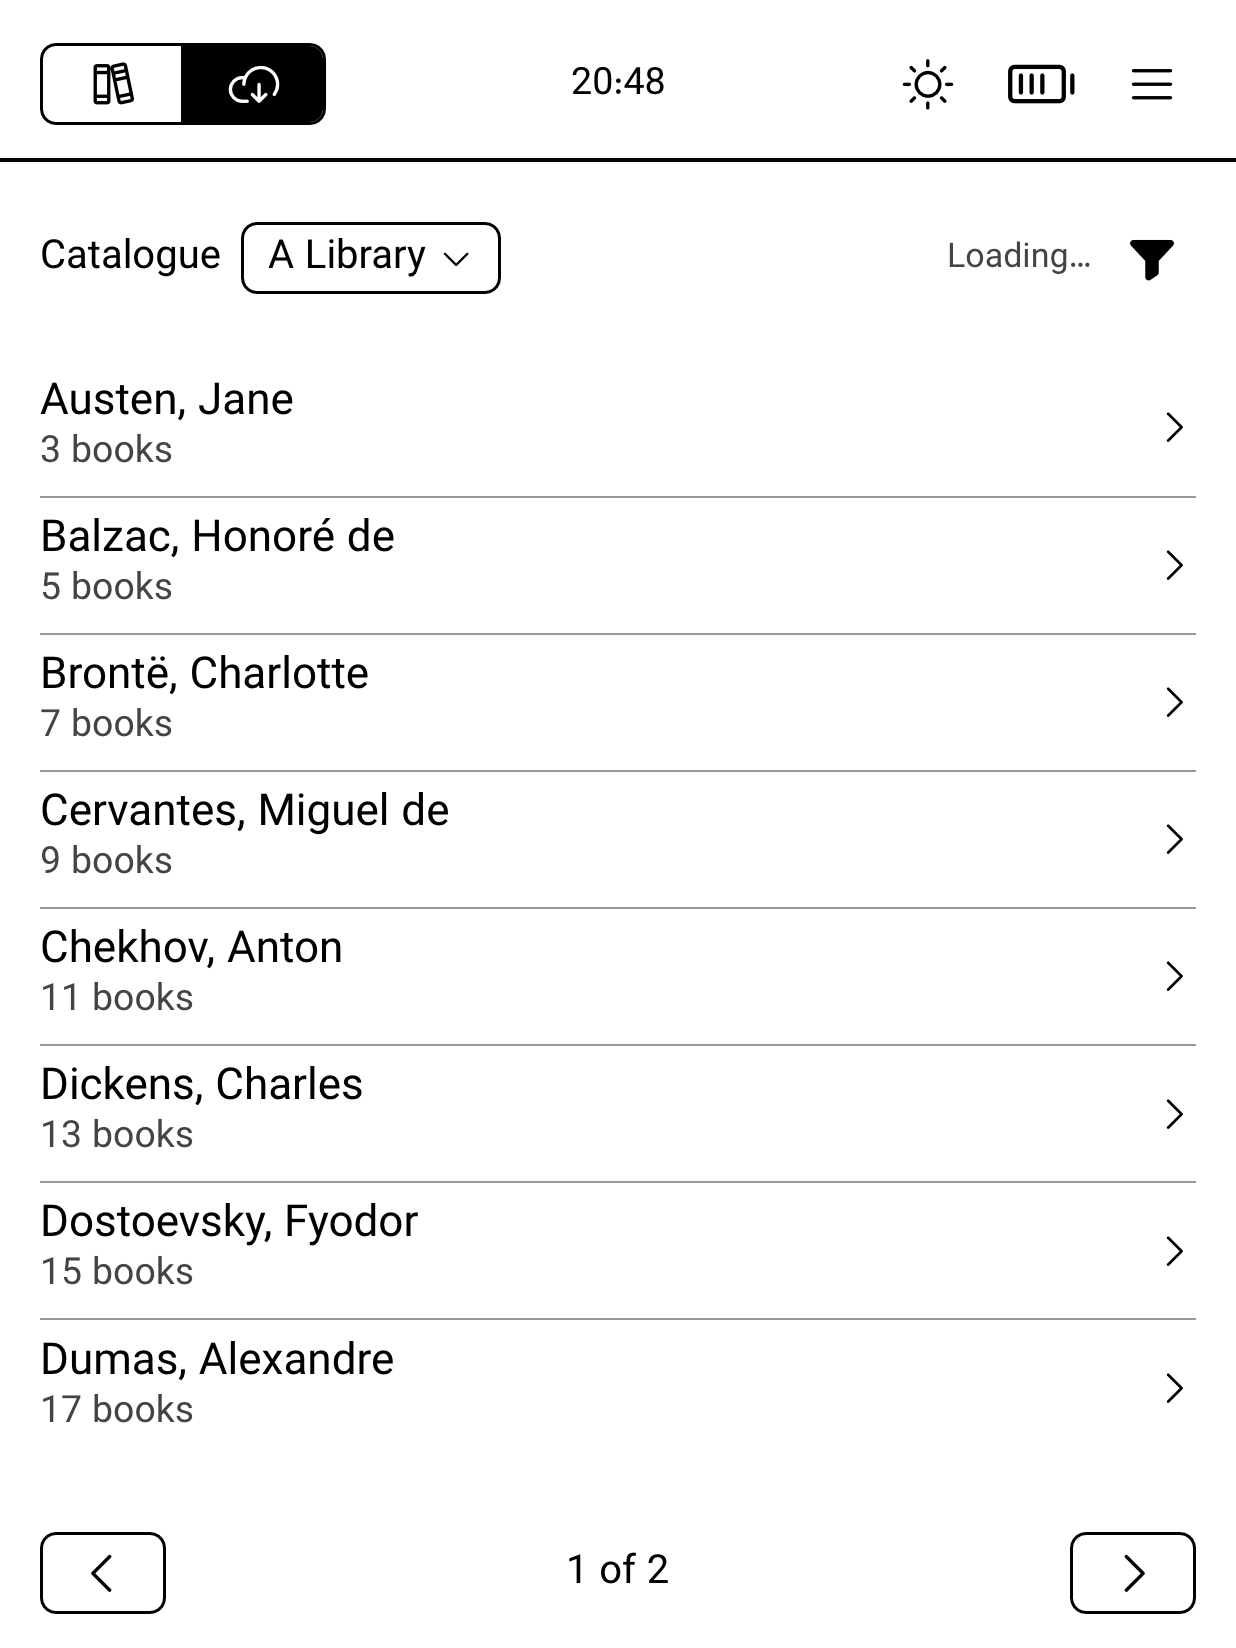 20:48
Catalogue A Library Loading...
Austen, Jane
3 books
Balzac, Honoré de
5 books
Brontë, Charlotte
7 books
Cervantes, Miguel de
9 books
Chekhov, Anton
11 books
Dickens, Charles
13 books
Dostoevsky, Fyodor
15 books
Dumas, Alexandre
17 books
1 of 2